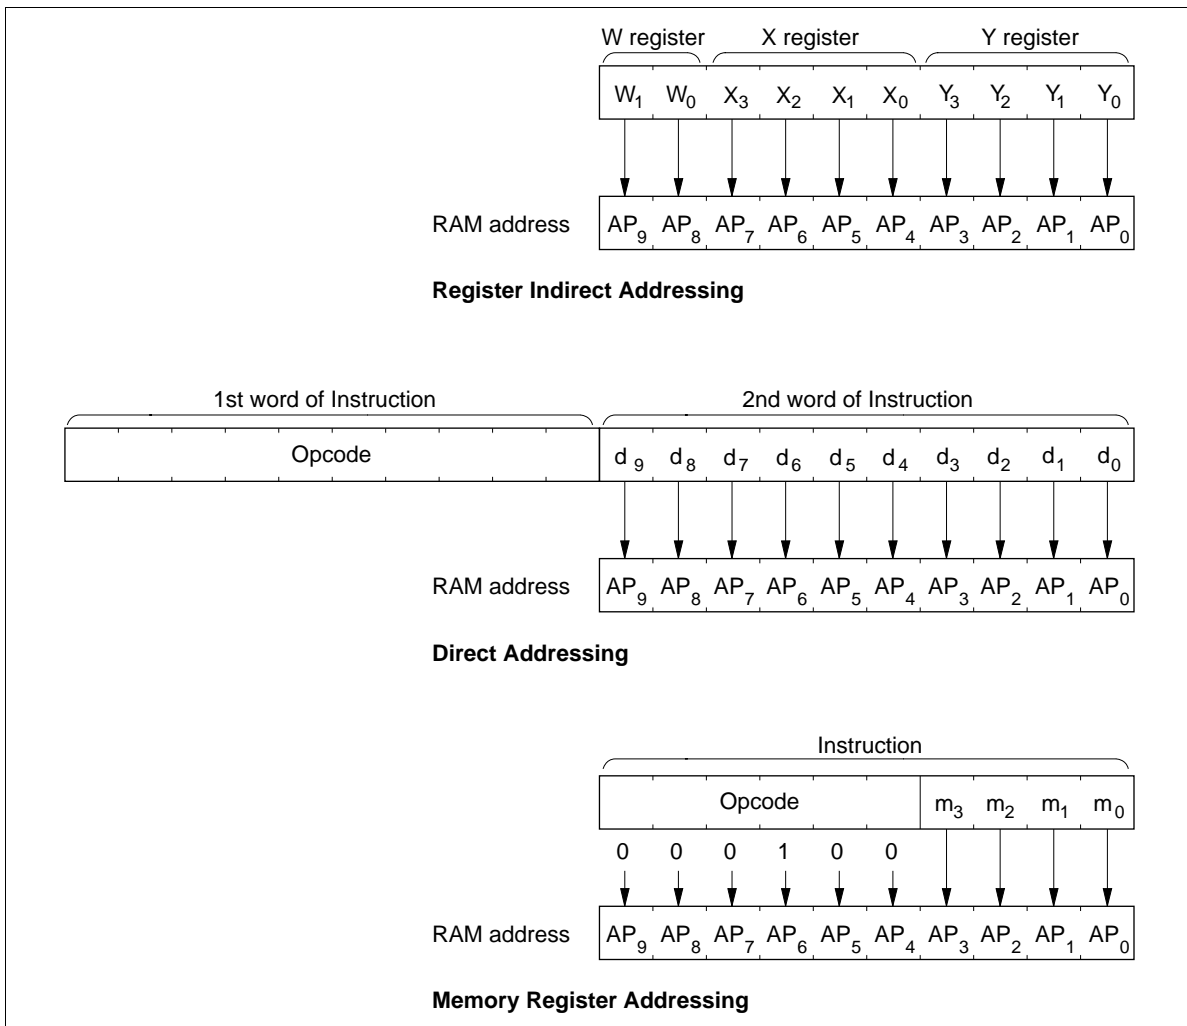 W register X register Y register
W1 W0 X3 X2 X1 X0 Y3 Y2 Y1 Y0
RAM address AP9 AP8 AP7 AP6 AP5 AP4 AP3 AP2 AP1 AP0
Register Indirect Addressing
1st word of Instruction 2nd word of Instruction
Opcode d9 d8 d7 d6 d5 d4 d3 d2 d1 d0
RAM address AP9 AP8 AP7 AP6 AP5 AP4 AP3 AP2 AP1 AP0
Direct Addressing
Instruction
Opcode m3 m2 m1 m0
0 0 0 1 0 0
RAM address AP9 AP8 AP7 AP6 AP5 AP4 AP3 AP2 AP1 AP0
Memory Register Addressing